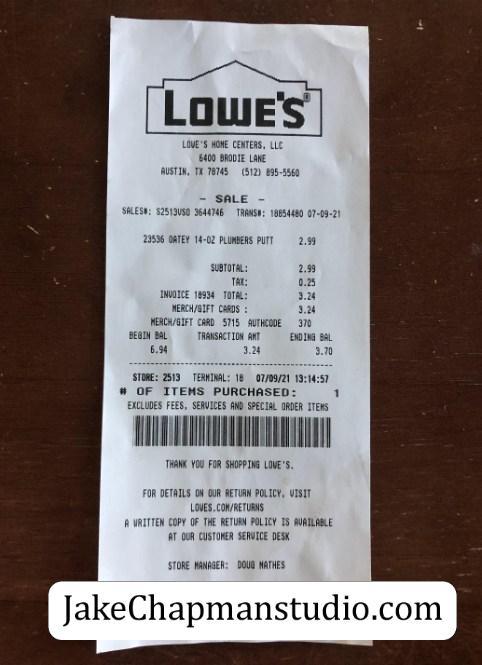 LOWE'S
LOWE'S HOME CENTERS, LLC
6400 BRODIE LANE
AUSTIN, TX 78745 (512) 895-5560
- SALE -
SALES#: S2513VS0 3644746 TRANS#: 18854480 07-09-21
23536 OATEY 14-OZ PLUMBERS PUTT 2.99
SUBTOTAL: 2.99
TAX: 0.25
INVOICE 18934 TOTAL: 3.24
MERCH/GIFT CARDS : 3.24
MERCH/GIFT CARD 5715 AUTHCODE 370
BEGIN BAL TRANSACTION AMT ENDING BAL
6.94 3.24 3.70
STORE: 2513 TERMINAL: 18 07/09/21 13:14:57
# OF ITEMS PURCHASED: 1
EXCLUDES FEES, SERVICES AND SPECIAL ORDER ITEMS
THANK YOU FOR SHOPPING LOWE'S.
FOR DETAILS ON OUR RETURN POLICY, VISIT
LOWES.COM/RETURNS
A WRITTEN COPY OF THE RETURN POLICY IS AVAILABLE
AT OUR CUSTOMER SERVICE DESK
STORE MANAGER: DOUG MATHES
JakeChapmanstudio.com